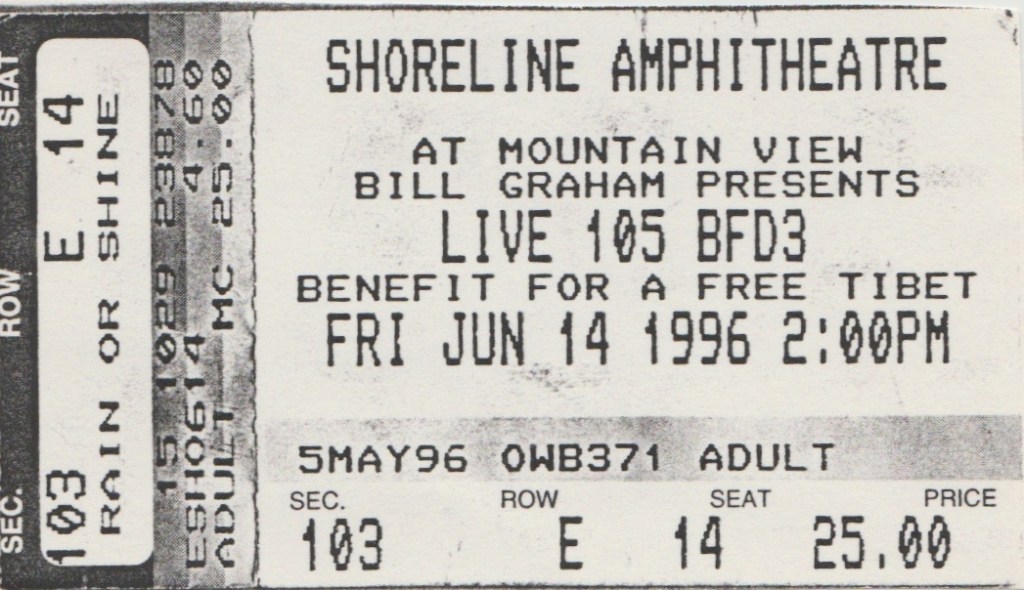 SHORELINE AMPHITHEATRE
AT MOUNTAIN VIEW
BILL GRAHAM PRESENTS
LIVE 105 BFD3
BENEFIT FOR A FREE TIBET
FRI JUN 14 1996 2:00PM
5MAY96 OWB371 ADULT
SEC. ROW SEAT PRICE
103 E 14 25.00
SEC. ROW SEAT
103 E 14
RAIN OR SHINE
15 1029 23B78
ESH0614 4.60
ADULT MC 25.00